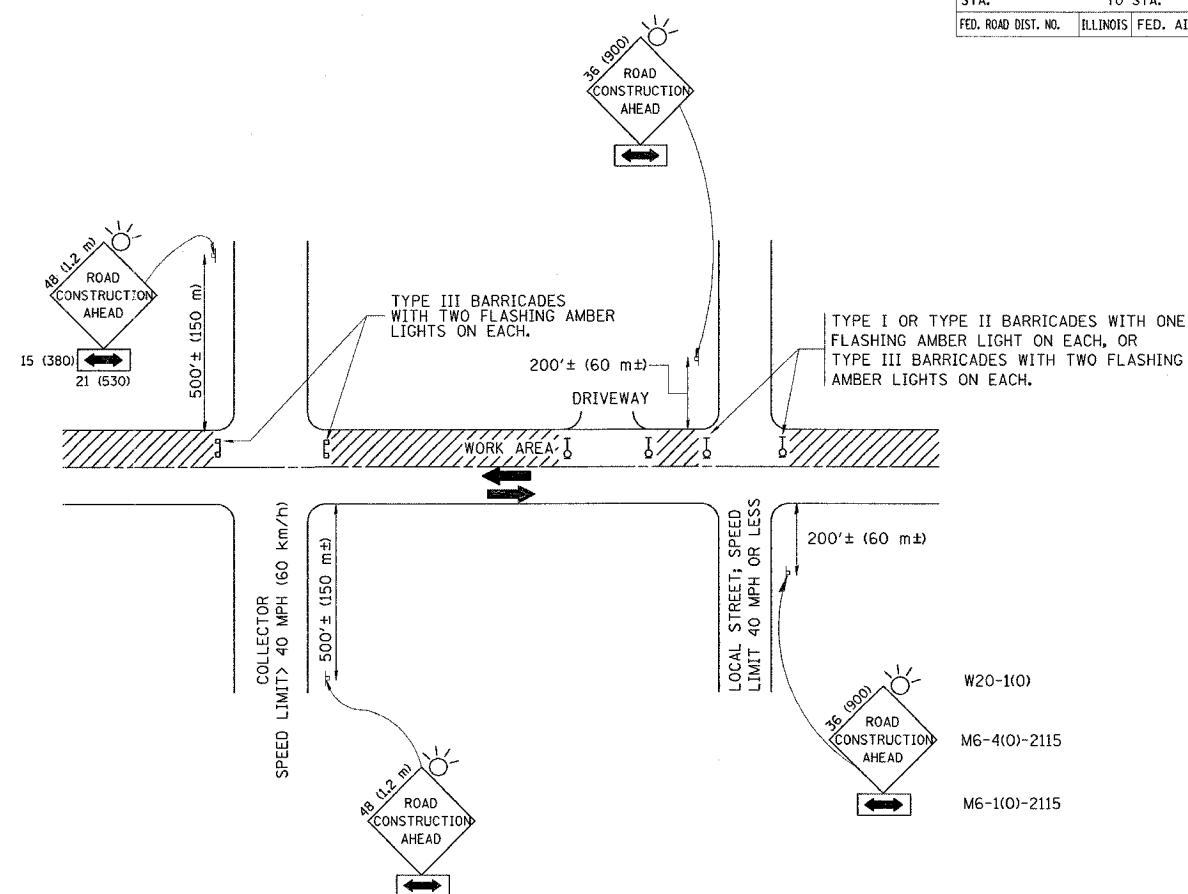 STA. TO STA.
FED. ROAD DIST. NO. ILLINOIS FED. AI
36 (900)
ROAD
CONSTRUCTION
AHEAD
48 (1.2 m)
ROAD
CONSTRUCTION
AHEAD
15 (380)
21 (530)
500'± (150 m)
TYPE III BARRICADES
WITH TWO FLASHING AMBER
LIGHTS ON EACH.
200'± (60 m±)
DRIVEWAY
TYPE I OR TYPE II BARRICADES WITH ONE
FLASHING AMBER LIGHT ON EACH, OR
TYPE III BARRICADES WITH TWO FLASHING
AMBER LIGHTS ON EACH.
WORK AREA
COLLECTOR
SPEED LIMIT> 40 MPH (60 km/h)
500'± (150 m±)
LOCAL STREET; SPEED
LIMIT 40 MPH OR LESS
200'± (60 m±)
48 (1.2 m)
ROAD
CONSTRUCTION
AHEAD
36 (900)
ROAD
CONSTRUCTION
AHEAD
W20-1(O)
M6-4(O)-2115
M6-1(O)-2115